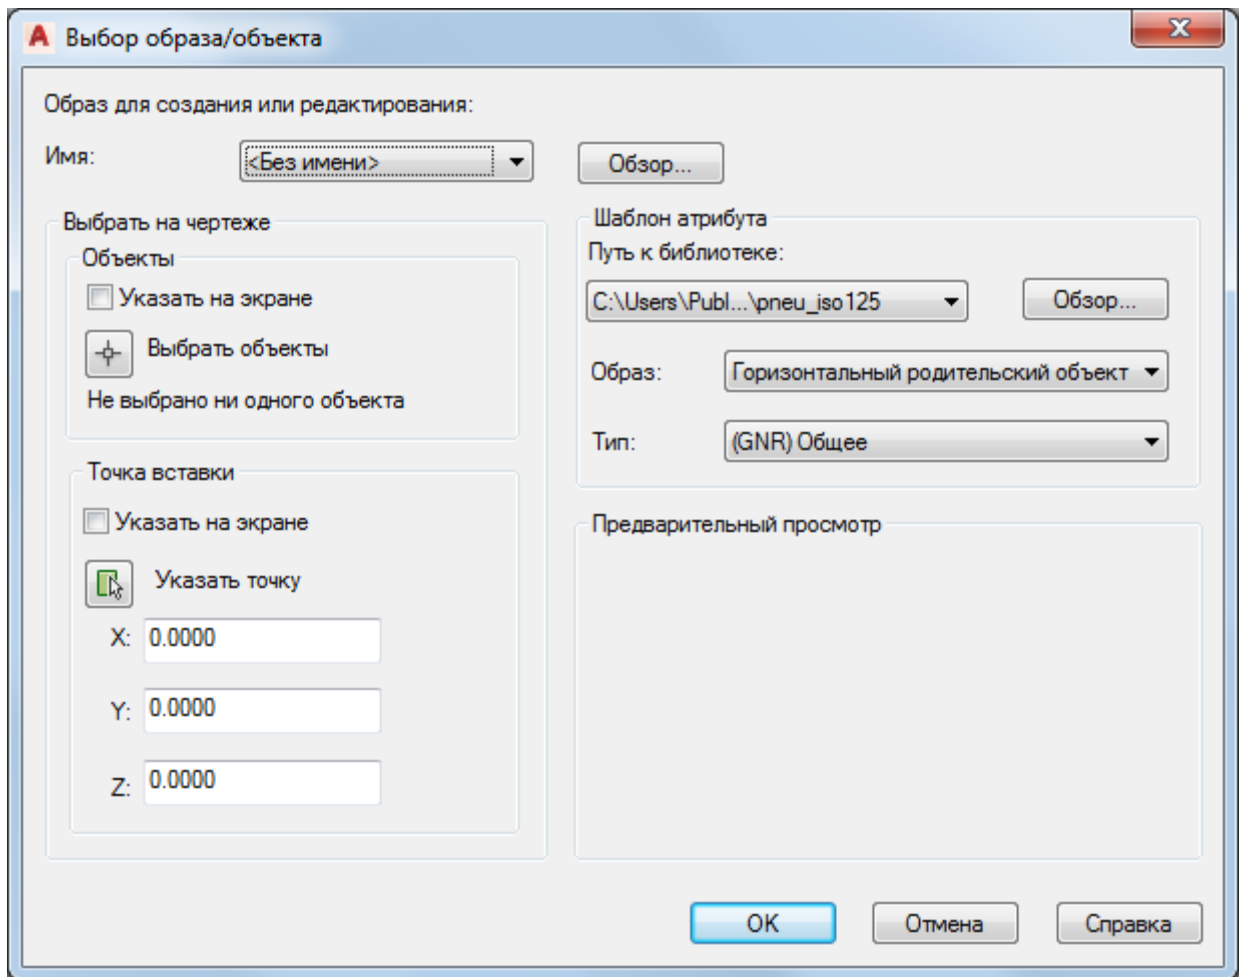 Выбор образа/объекта
Образ для создания или редактирования:
Имя: <Без имени> Обзор...
Выбрать на чертеже
Объекты
Указать на экране
Выбрать объекты
Не выбрано ни одного объекта
Точка вставки
Указать на экране
Указать точку
X: 0.0000
Y: 0.0000
Z: 0.0000
Шаблон атрибута
Путь к библиотеке:
C:\Users\Publ...\pneu_iso125 Обзор...
Образ: Горизонтальный родительский объект
Тип: (GNR) Общее
Предварительный просмотр
OK Отмена Справка